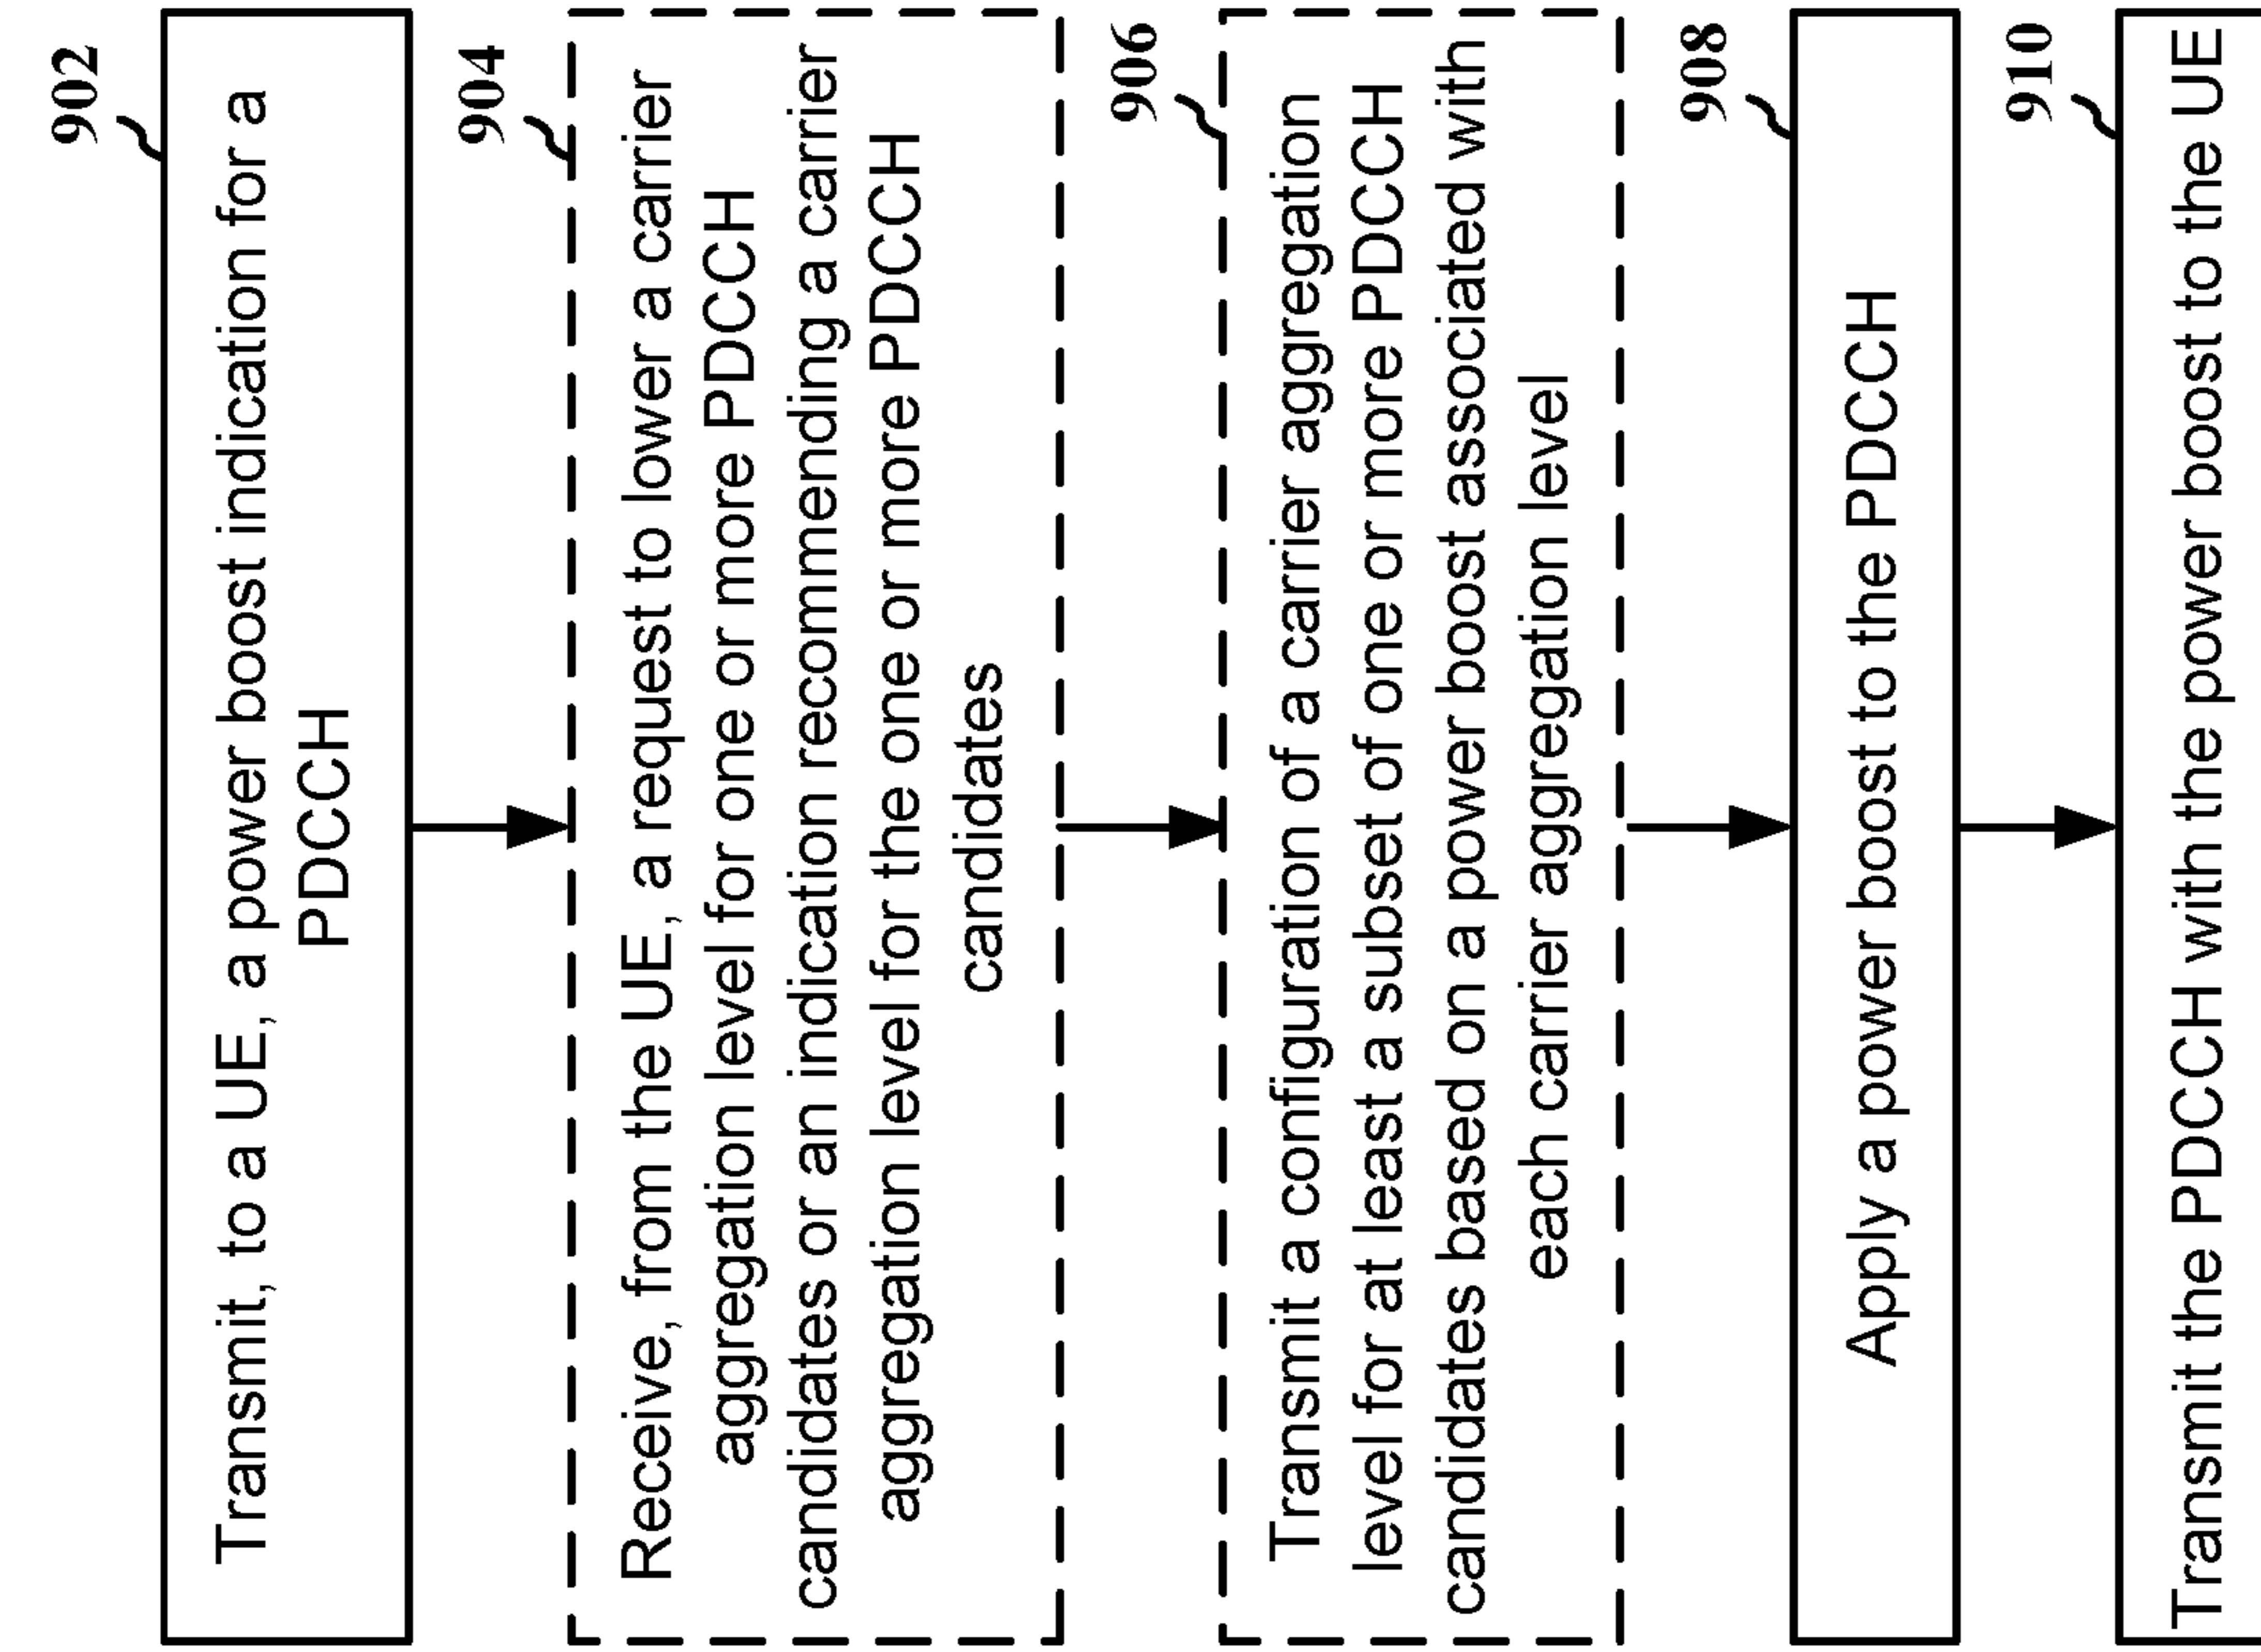 902
Transmit, to a UE, a power boost indication for a
PDCCH
904
Receive, from the UE, a request to lower a carrier
aggregation level for one or more PDCCH
candidates or an indication recommending a carrier
aggregation level for the one or more PDCCH
candidates
906
Transmit a configuration of a carrier aggregation
level for at least a subset of one or more PDCCH
candidates based on a power boost associated with
each carrier aggregation level
908
Apply a power boost to the PDCCH
910
Transmit the PDCCH with the power boost to the UE